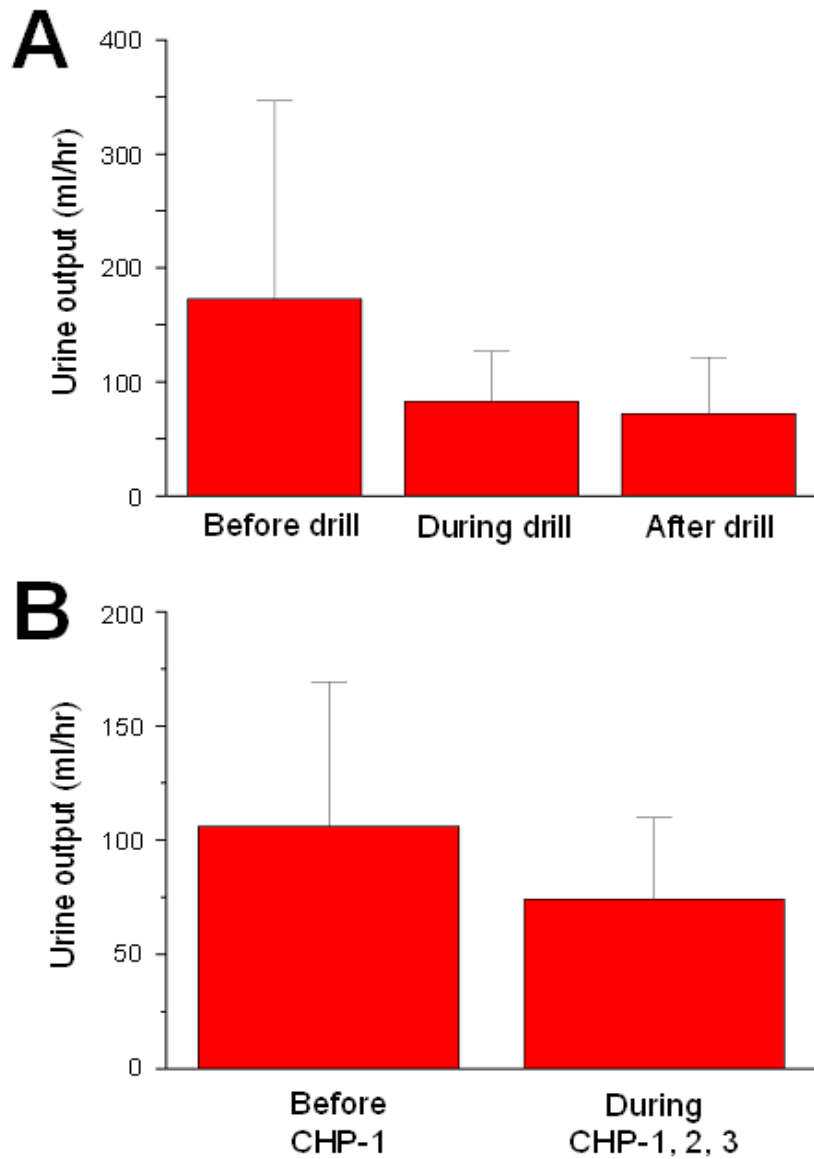 A
Urine output (ml/hr)
400
300
200
100
0
Before drill
During drill
After drill
B
Urine output (ml/hr)
200
150
100
50
0
Before
CHP-1
During
CHP-1, 2, 3